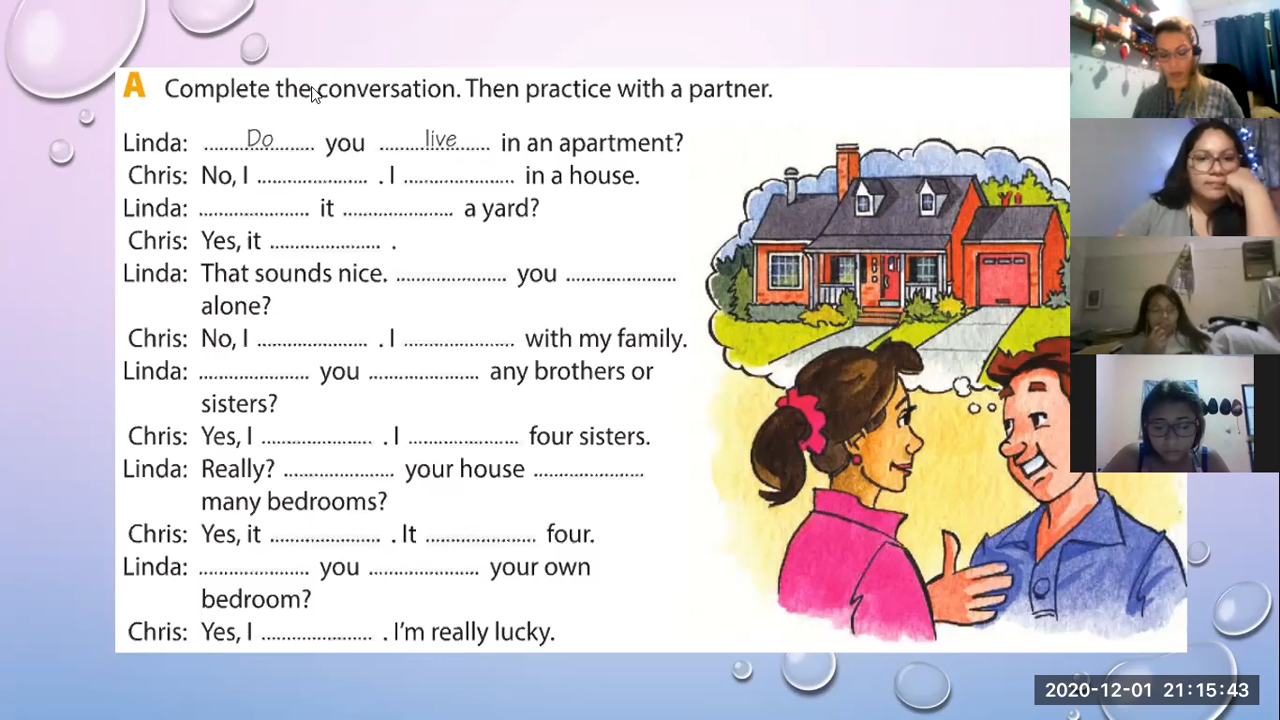 A Complete the conversation. Then practice with a partner.
Linda: ....Do.... you ....live.... in an apartment?
Chris: No, I .................... . I .................... in a house.
Linda: .................... it .................... a yard?
Chris: Yes, it .................... .
Linda: That sounds nice. .................... you ....................
alone?
Chris: No, I .................... . I .................... with my family.
Linda: .................... you .................... any brothers or
sisters?
Chris: Yes, I .................... . I .................... four sisters.
Linda: Really? .................... your house ....................
many bedrooms?
Chris: Yes, it .................... . It .................... four.
Linda: .................... you .................... your own
bedroom?
Chris: Yes, I .................... . I'm really lucky.
2020-12-01 21:15:43